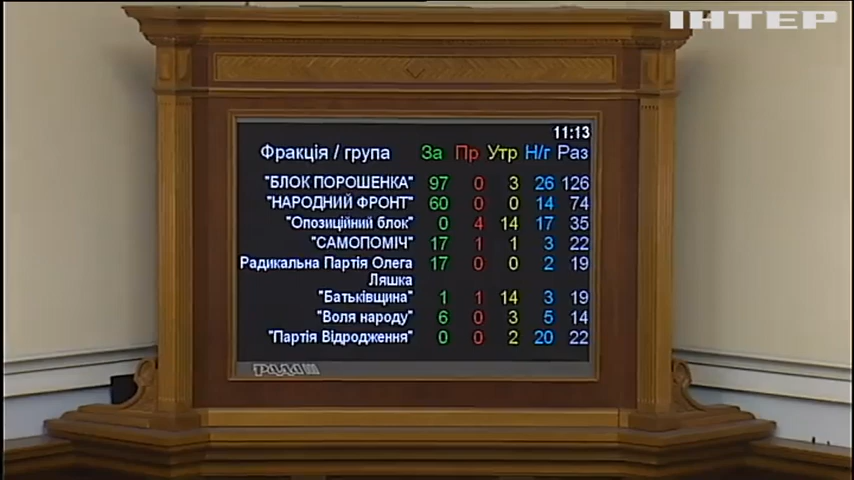 ІНТЕР
11:13
Фракція / група За Пр Утр Н/г Раз
"БЛОК ПОРОШЕНКА" 97 0 3 26 126
"НАРОДНИЙ ФРОНТ" 60 0 0 14 74
"Опозиційний блок" 0 4 14 17 35
"САМОПОМІЧ" 17 1 1 3 22
Радикальна Партія Олега 17 0 0 2 19
Ляшка
"Батьківщина" 1 1 14 3 19
"Воля народу" 6 0 3 5 14
"Партія Відродження" 0 0 2 20 22
РАДА